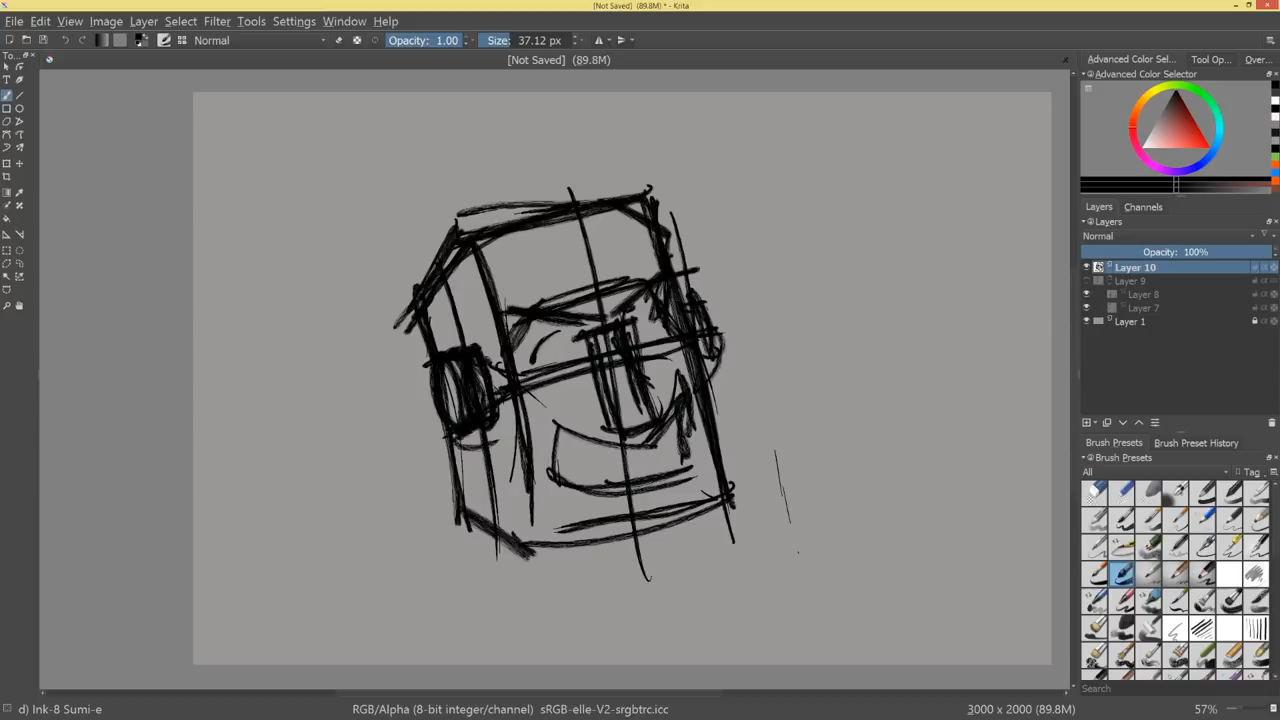 [Not Saved] (89.8M) * - Krita
File Edit View Image Layer Select Filter Tools Settings Window Help
Normal Opacity: 1.00 Size: 37.12 px
To... [Not Saved] (89.8M) Advanced Color Sel... Tool Op... Over...
Advanced Color Selector
Layers Channels
Layers
Normal
Opacity: 100%
Layer 10
Layer 9
Layer 8
Layer 7
Layer 1
Brush Presets Brush Preset History
Brush Presets
All Tag
Search
d) Ink-8 Sumi-e RGB/Alpha (8-bit integer/channel) sRGB-elle-V2-srgbtrc.icc 3000 x 2000 (89.8M) 57%